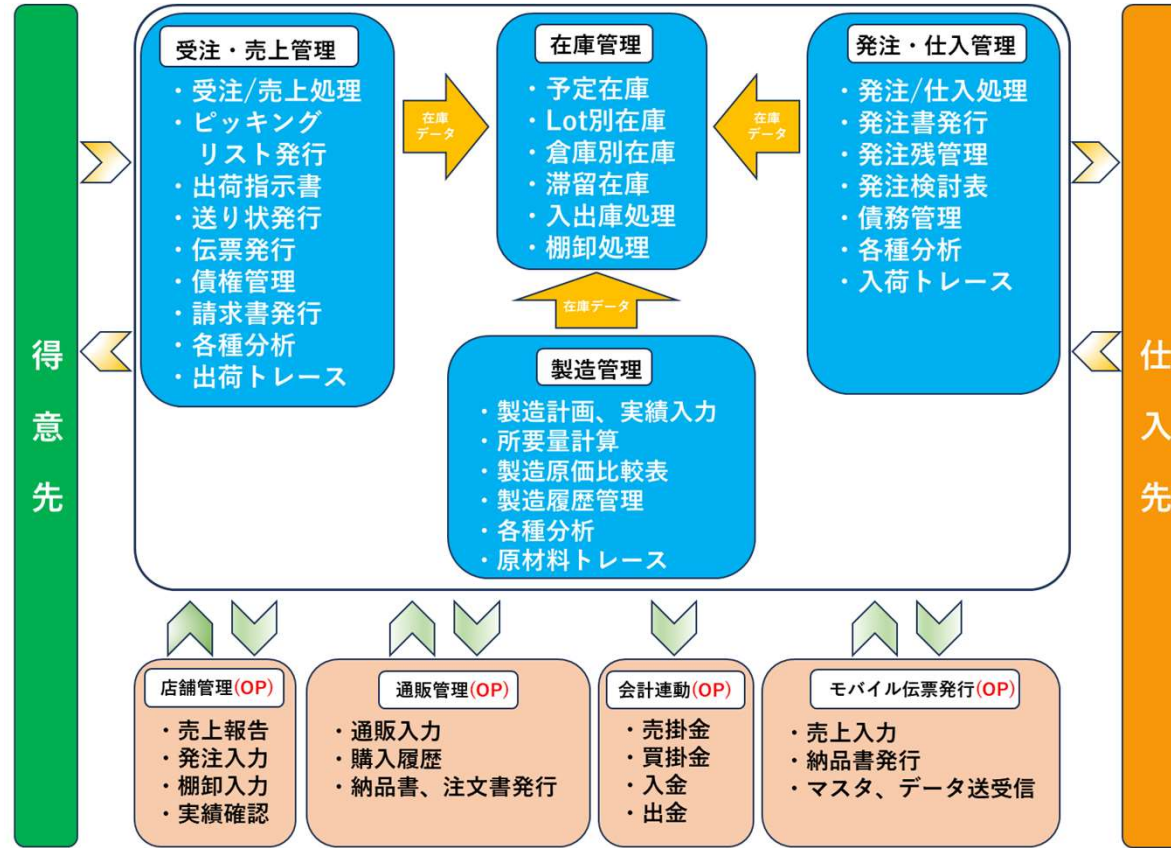 得意先
受注・売上管理
・受注/売上処理
・ピッキング
リスト発行
・出荷指示書
・送り状発行
・伝票発行
・債権管理
・請求書発行
・各種分析
・出荷トレース
在庫
データ
在庫管理
・予定在庫
・Lot別在庫
・倉庫別在庫
・滞留在庫
・入出庫処理
・棚卸処理
在庫
データ
発注・仕入管理
・発注/仕入処理
・発注書発行
・発注残管理
・発注検討表
・債務管理
・各種分析
・入荷トレース
在庫データ
製造管理
・製造計画、実績入力
・所要量計算
・製造原価比較表
・製造履歴管理
・各種分析
・原材料トレース
仕入先
店舗管理(OP)
・売上報告
・発注入力
・棚卸入力
・実績確認
通販管理(OP)
・通販入力
・購入履歴
・納品書、注文書発行
会計連動(OP)
・売掛金
・買掛金
・入金
・出金
モバイル伝票発行(OP)
・売上入力
・納品書発行
・マスタ、データ送受信